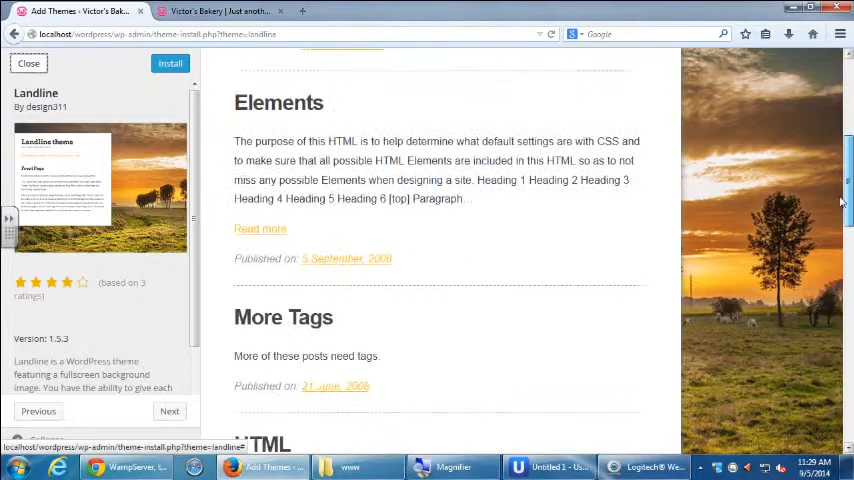 Add Themes ‹ Victor's Bak...
Victor's Bakery | Just anoth...
localhost/wordpress/wp-admin/theme-install.php?theme=landline
Google
Close
Install
Landline
By design311
Landline theme
Front Page
(based on 3
ratings)
Version: 1.5.3
Landline is a WordPress theme
featuring a fullscreen background
image. You have the ability to give each
Previous
Next
Collapse
localhost/wordpress/wp-admin/theme-install.php?theme=landline#
Elements
The purpose of this HTML is to help determine what default settings are with CSS and
to make sure that all possible HTML Elements are included in this HTML so as to not
miss any possible Elements when designing a site. Heading 1 Heading 2 Heading 3
Heading 4 Heading 5 Heading 6 [top] Paragraph...
Read more
Published on: 5 September, 2008
More Tags
More of these posts need tags.
Published on: 21 June, 2008
HTML
WampServer, t...
Add Themes ‹ ...
www
Magnifier
Untitled 1 - Us...
Logitech® We...
11:29 AM
9/5/2014